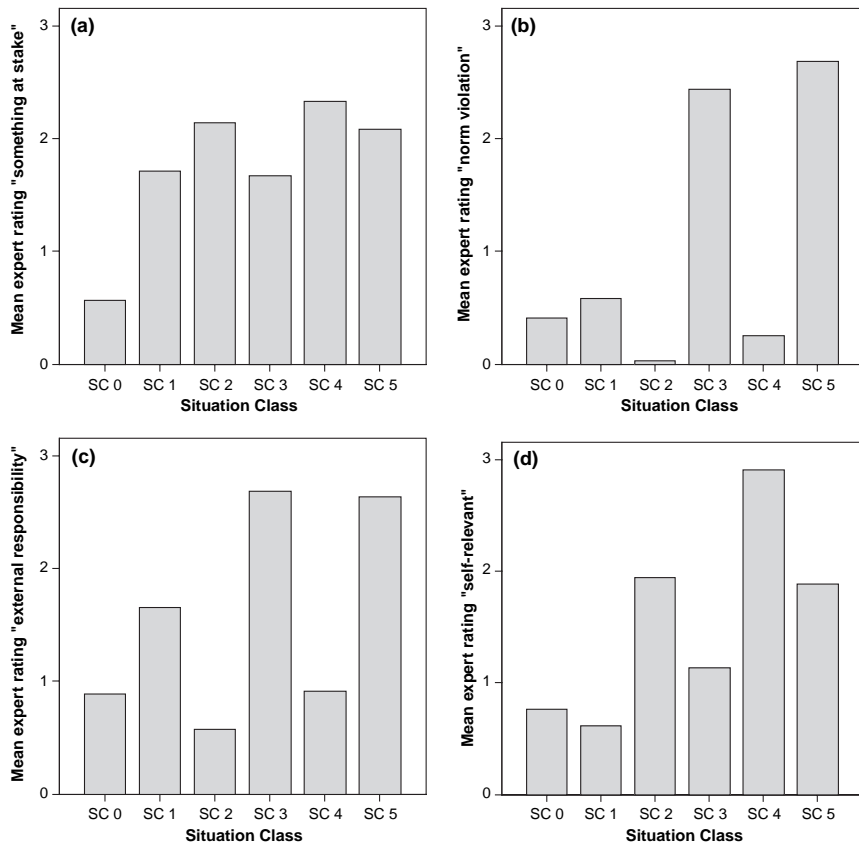 (a)
Mean expert rating "something at stake"
3
2
1
0
SC 0 SC 1 SC 2 SC 3 SC 4 SC 5
Situation Class
(b)
Mean expert rating "norm violation"
3
2
1
0
SC 0 SC 1 SC 2 SC 3 SC 4 SC 5
Situation Class
(c)
Mean expert rating "external responsibility"
3
2
1
0
SC 0 SC 1 SC 2 SC 3 SC 4 SC 5
Situation Class
(d)
Mean expert rating "self-relevant"
3
2
1
0
SC 0 SC 1 SC 2 SC 3 SC 4 SC 5
Situation Class